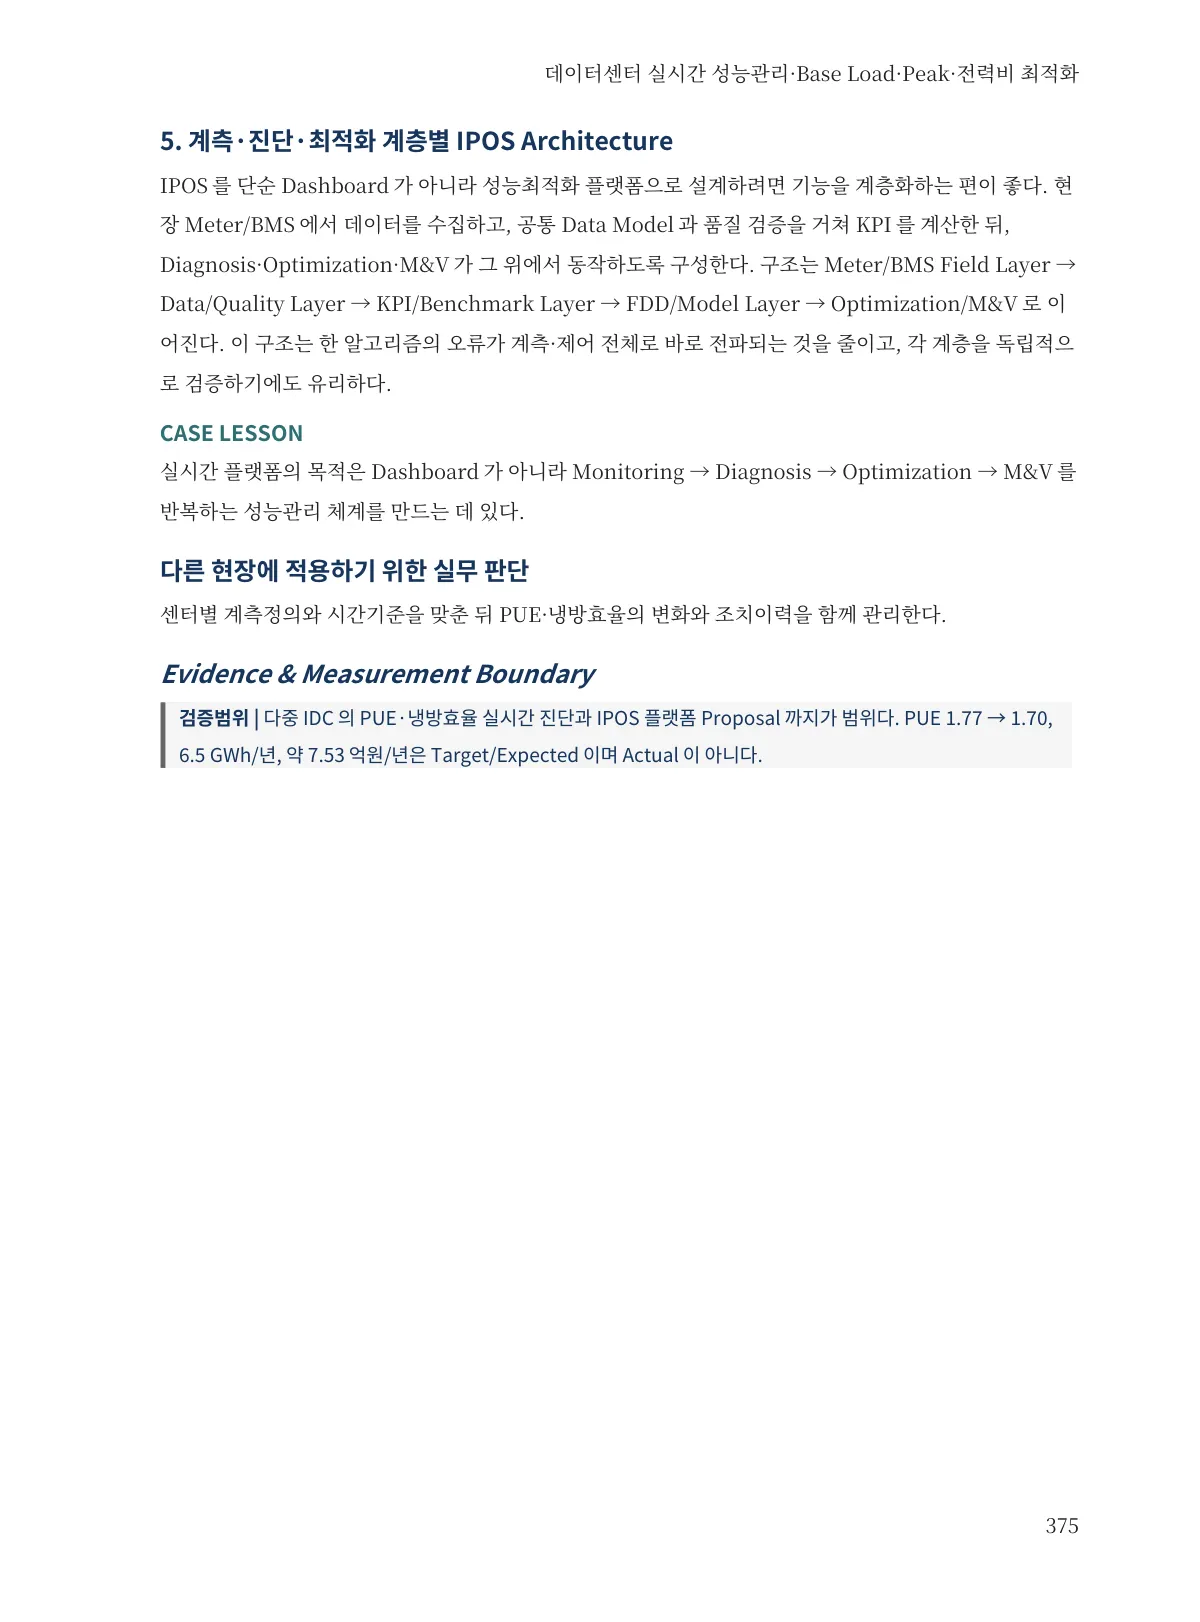 데이터센터 실시간 성능관리·Base Load·Peak·전력비 최적화
5. 계측·진단·최적화 계층별 IPOS Architecture
IPOS 를 단순 Dashboard 가 아니라 성능최적화 플랫폼으로 설계하려면 기능을 계층화하는 편이 좋다. 현
장 Meter/BMS 에서 데이터를 수집하고, 공통 Data Model 과 품질 검증을 거쳐 KPI 를 계산한 뒤,
Diagnosis·Optimization·M&V 가 그 위에서 동작하도록 구성한다. 구조는 Meter/BMS Field Layer →
Data/Quality Layer → KPI/Benchmark Layer → FDD/Model Layer → Optimization/M&V 로 이
어진다. 이 구조는 한 알고리즘의 오류가 계측·제어 전체로 바로 전파되는 것을 줄이고, 각 계층을 독립적으
로 검증하기에도 유리하다.
CASE LESSON
실시간 플랫폼의 목적은 Dashboard 가 아니라 Monitoring → Diagnosis → Optimization → M&V 를
반복하는 성능관리 체계를 만드는 데 있다.
다른 현장에 적용하기 위한 실무 판단
센터별 계측정의와 시간기준을 맞춘 뒤 PUE·냉방효율의 변화와 조치이력을 함께 관리한다.
Evidence & Measurement Boundary
검증범위 | 다중 IDC 의 PUE·냉방효율 실시간 진단과 IPOS 플랫폼 Proposal 까지가 범위다. PUE 1.77 → 1.70,
6.5 GWh/년, 약 7.53 억원/년은 Target/Expected 이며 Actual 이 아니다.
375